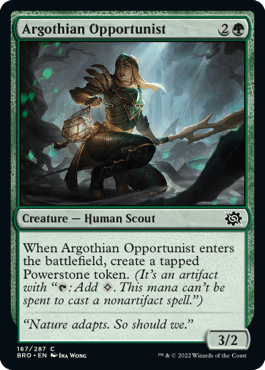 Argothian Opportunist 2
Creature — Human Scout
When Argothian Opportunist enters
the battlefield, create a tapped
Powerstone token. (It's an artifact
with “: Add . This mana can't be
spent to cast a nonartifact spell.”)
“Nature adapts. So should we.”
3/2
167/287 C
BRO • EN Ina Wong
™ & © 2022 Wizards of the Coast